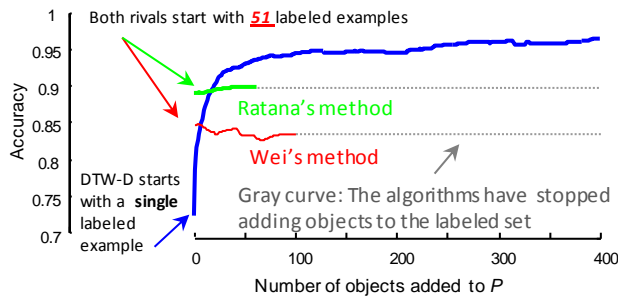 Both rivals start with 51 labeled examples
1
0.95
0.9
0.85
0.8
0.75
0.7
Accuracy
Ratana's method
Wei's method
DTW-D starts
with a single
labeled
example
Gray curve: The algorithms have stopped
adding objects to the labeled set
0
100
200
300
400
Number of objects added to P